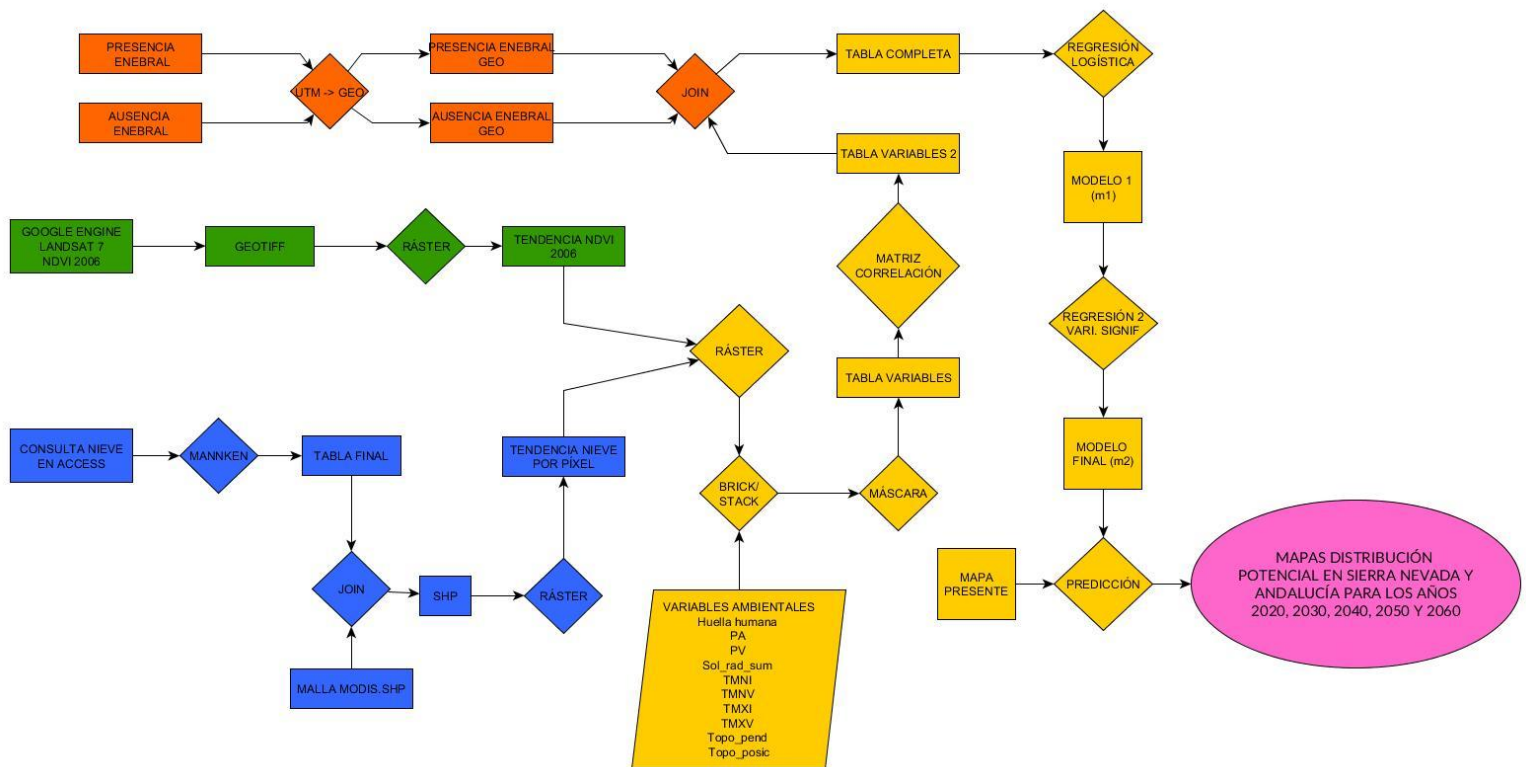 PRESENCIA
ENEBRAL
AUSENCIA
ENEBRAL
UTM -> GEO
PRESENCIA ENEBRAL
GEO
AUSENCIA ENEBRAL
GEO
JOIN
TABLA COMPLETA
REGRESIÓN
LOGÍSTICA
TABLA VARIABLES 2
MODELO 1
(m1)
GOOGLE ENGINE
LANDSAT 7
NDVI 2006
GEOTIFF
RÁSTER
TENDENCIA NDVI
2006
MATRIZ
CORRELACIÓN
REGRESIÓN 2
VARI. SIGNIF
RÁSTER
TABLA VARIABLES
CONSULTA NIEVE
EN ACCESS
MANNKEN
TABLA FINAL
TENDENCIA NIEVE
POR PÍXEL
MODELO
FINAL (m2)
BRICK/
STACK
MÁSCARA
JOIN
SHP
RÁSTER
MALLA MODIS.SHP
VARIABLES AMBIENTALES
Huella humana
PA
PV
Sol_rad_sum
TMNI
TMNV
TMXI
TMXV
Topo_pend
Topo_posic
MAPA
PRESENTE
PREDICCIÓN
MAPAS DISTRIBUCIÓN
POTENCIAL EN SIERRA NEVADA Y
ANDALUCÍA PARA LOS AÑOS
2020, 2030, 2040, 2050 Y 2060